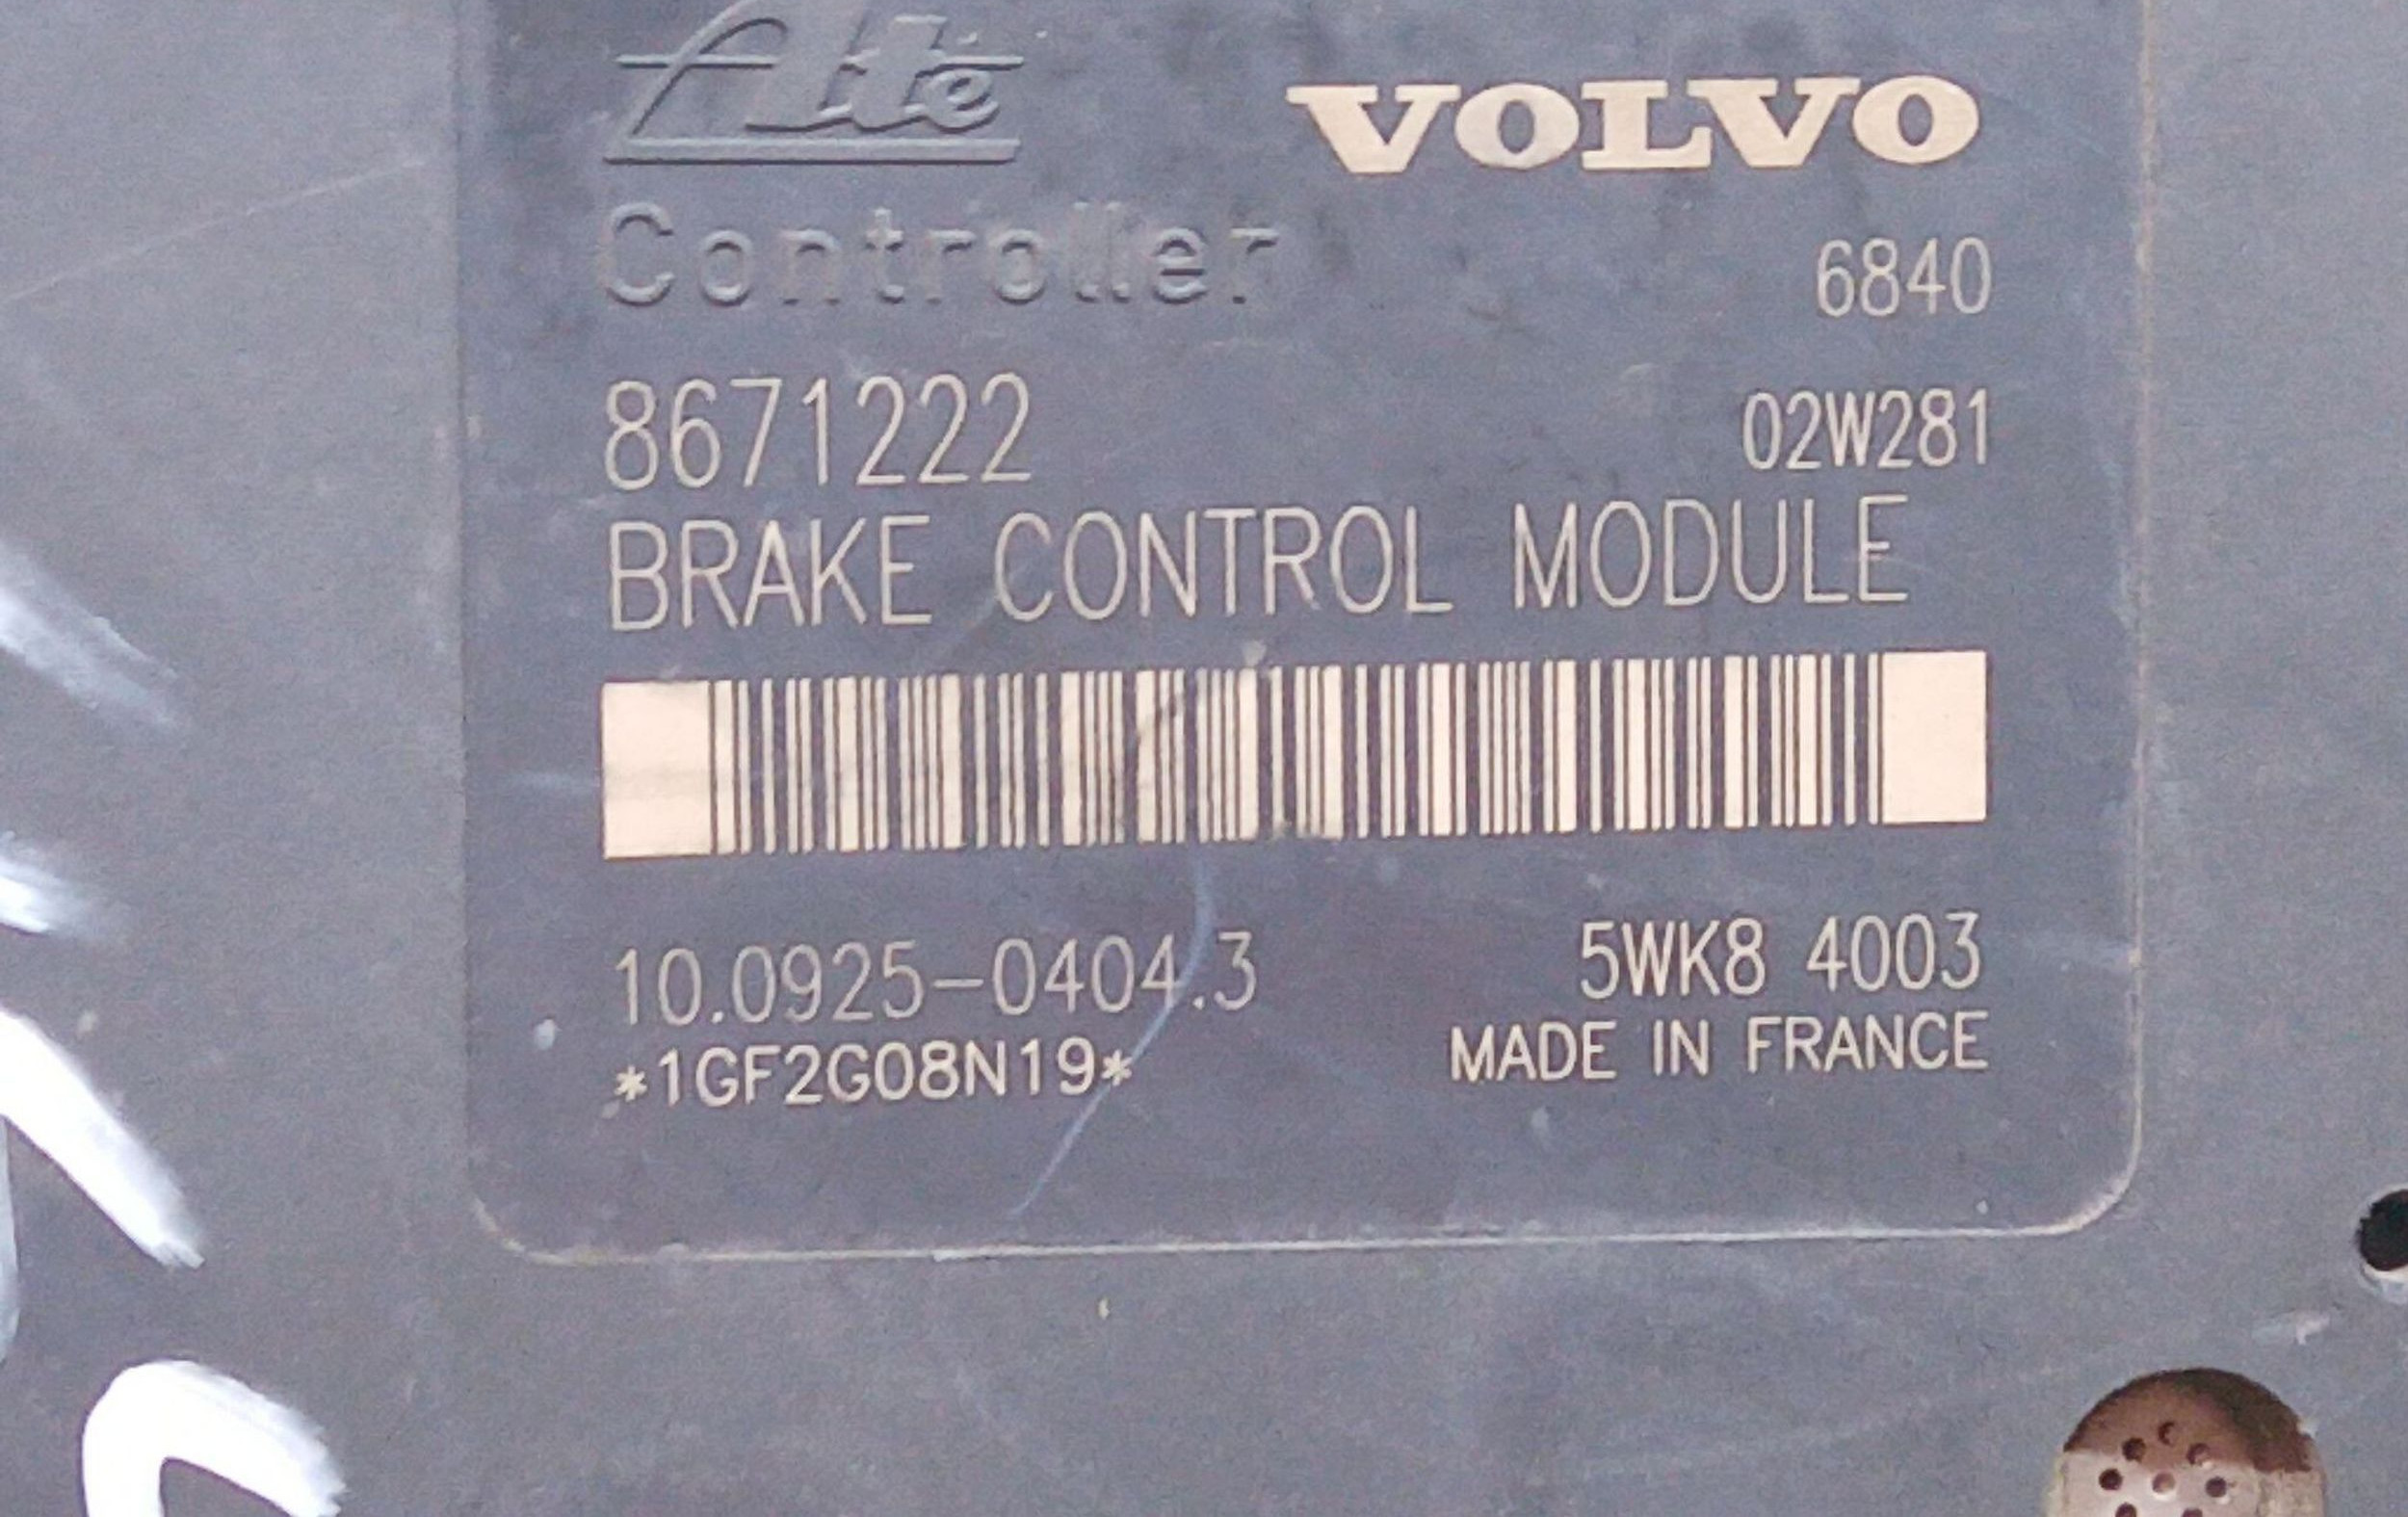 Ate VOLVO
Controller 6840
8671222 02W281
BRAKE CONTROL MODULE
10.0925-0404.3 5WK8 4003
*1GF2G08N19* MADE IN FRANCE